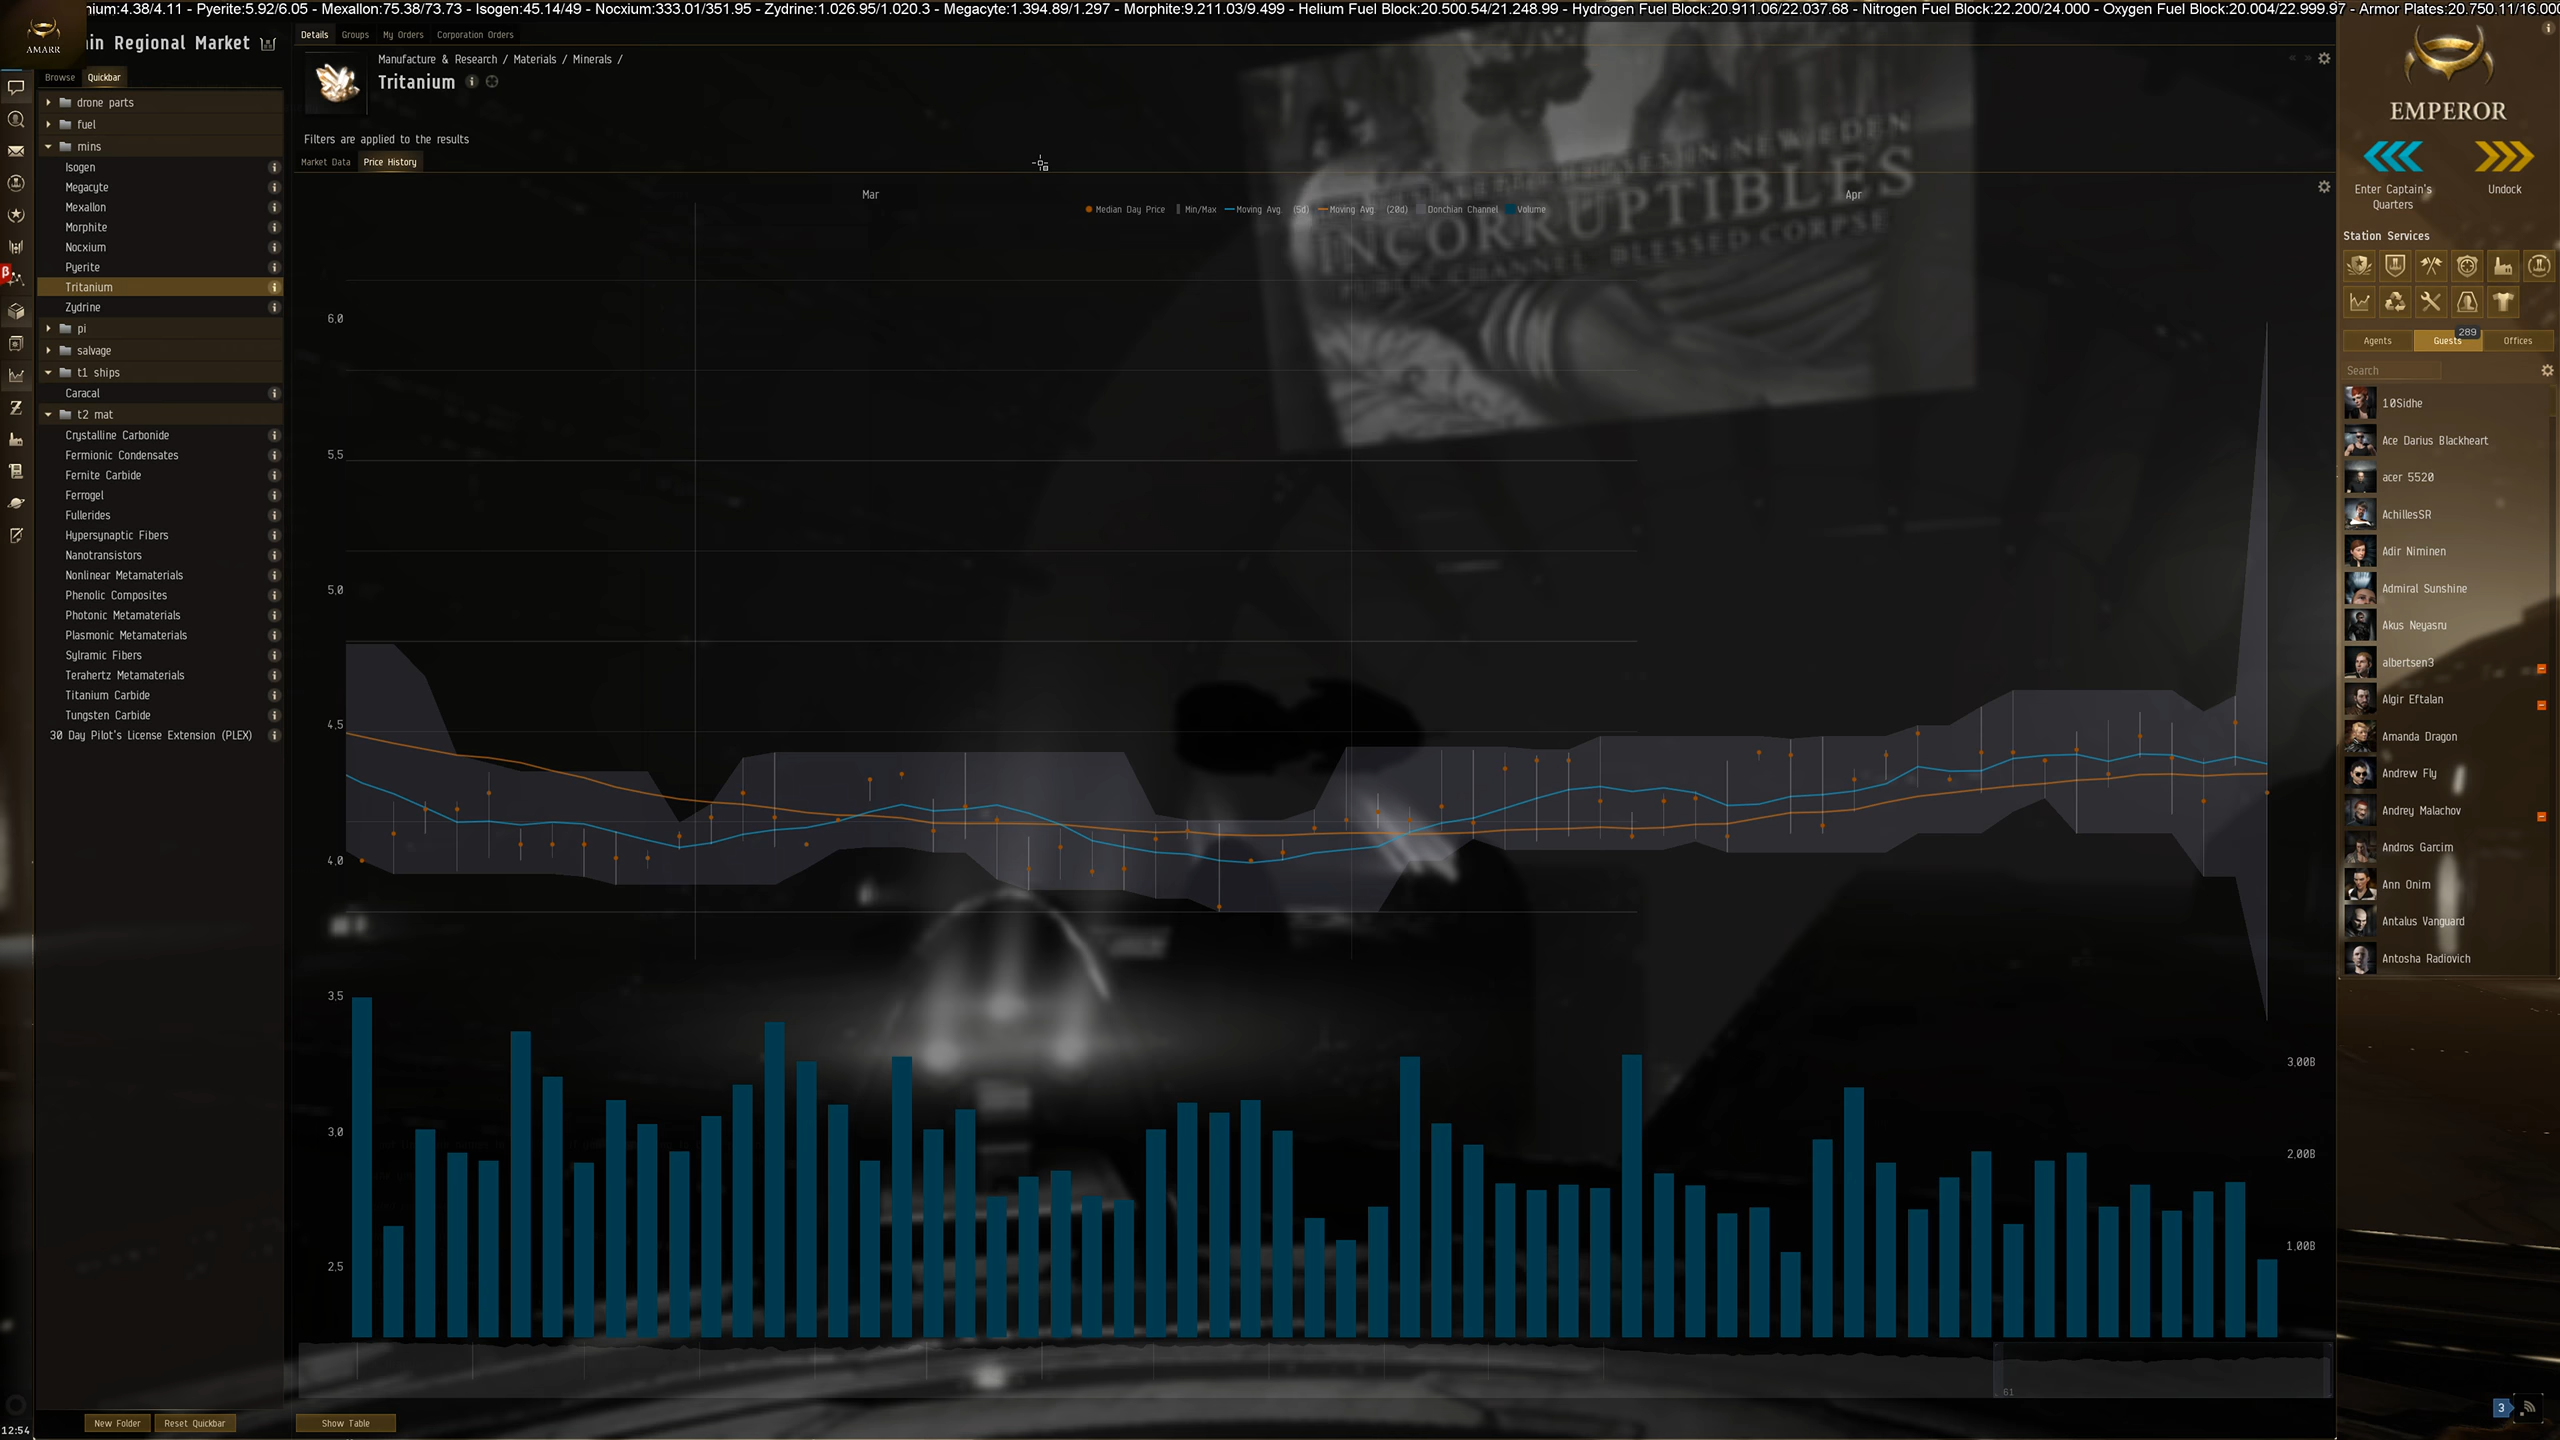 nium:4.38/4.11 - Pyerite:5.92/6.05 - Mexallon:75.38/73.73 - Isogen:45.14/49 - Nocxium:333.01/351.95 - Zydrine:1.026.95/1.020.3 - Megacyte:1.394.89/1.297 - Morphite:9.211.03/9.499 - Helium Fuel Block:20.500.54/21.248.99 - Hydrogen Fuel Block:20.911.06/22.037.68 - Nitrogen Fuel Block:22.200/24.000 - Oxygen Fuel Block:20.004/22.999.97 - Armor Plates:20.750.11/16.000
AMARR
in Regional Market
Browse Quickbar
drone parts
fuel
mins
Isogen
Megacyte
Mexallon
Morphite
Nocxium
Pyerite
Tritanium
Zydrine
pi
salvage
t1 ships
Caracal
t2 mat
Crystalline Carbonide
Fermionic Condensates
Fernite Carbide
Ferrogel
Fullerides
Hypersynaptic Fibers
Nanotransistors
Nonlinear Metamaterials
Phenolic Composites
Photonic Metamaterials
Plasmonic Metamaterials
Sylramic Fibers
Terahertz Metamaterials
Titanium Carbide
Tungsten Carbide
30 Day Pilot's License Extension (PLEX)
New Folder Reset Quickbar
12:54
β
Details Groups My Orders Corporation Orders
Manufacture & Research / Materials / Minerals /
Tritanium
Filters are applied to the results
Market Data Price History
Mar Apr
Median Day Price Min/Max Moving Avg. (5d) Moving Avg. (20d) Donchian Channel Volume
IN NEW EDEN
INCORRUPTIBLES
PUBLIC CHANNEL: BLESSED CORPSE
6,0
5,5
5,0
4,5
4,0
3,5
3,0
2,5
3,00B
2,00B
1,00B
61
Show Table
EMPEROR
Enter Captain's Quarters
Undock
Station Services
289
Agents Guests Offices
Search
10Sidhe
Ace Darius Blackheart
acer 5520
AchillesSR
Adir Niminen
Admiral Sunshine
Akus Neyasru
albertsen3
Algir Eftalan
Amanda Dragon
Andrew Fly
Andrey Malachov
Andros Garcim
Ann Onim
Antalus Vanguard
Antosha Radiovich
3